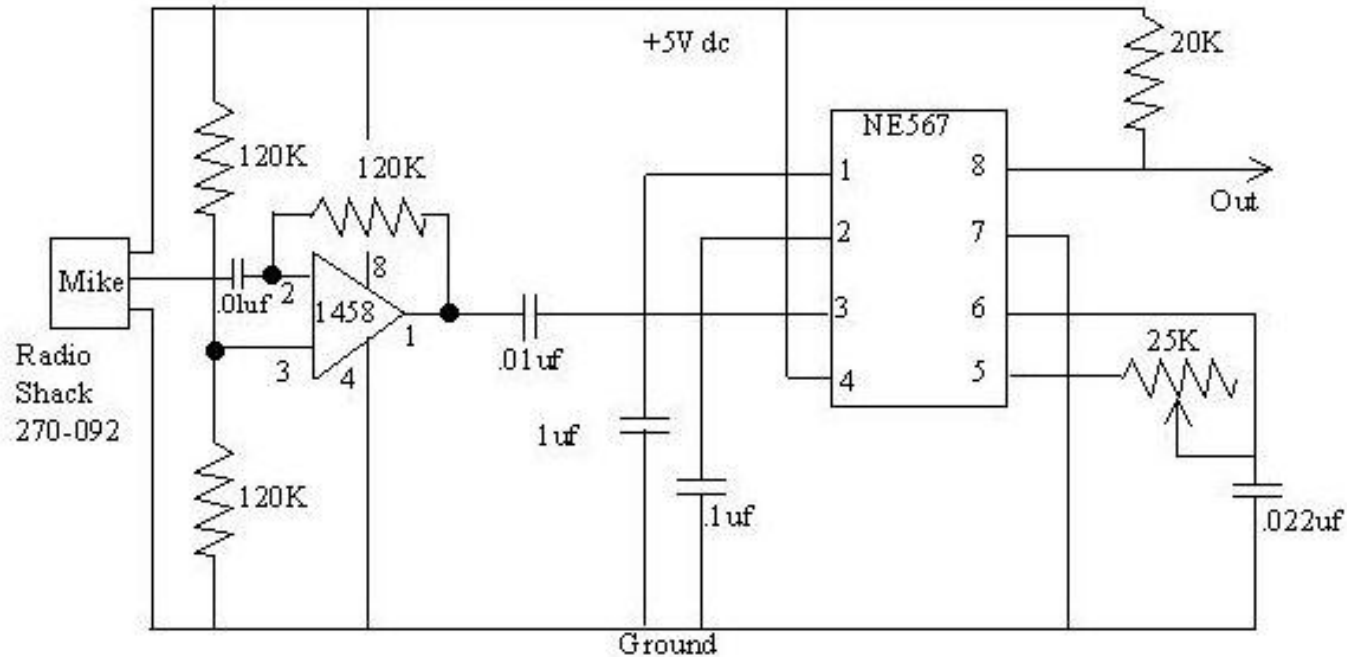 +5V dc
20K
NE567
120K
120K
1
8
Out
2
7
Mike
8
.01uf
2
1458
3
6
1
25K
.01uf
3
4
4
5
Radio
Shack
270-092
1uf
120K
.1uf
.022uf
Ground